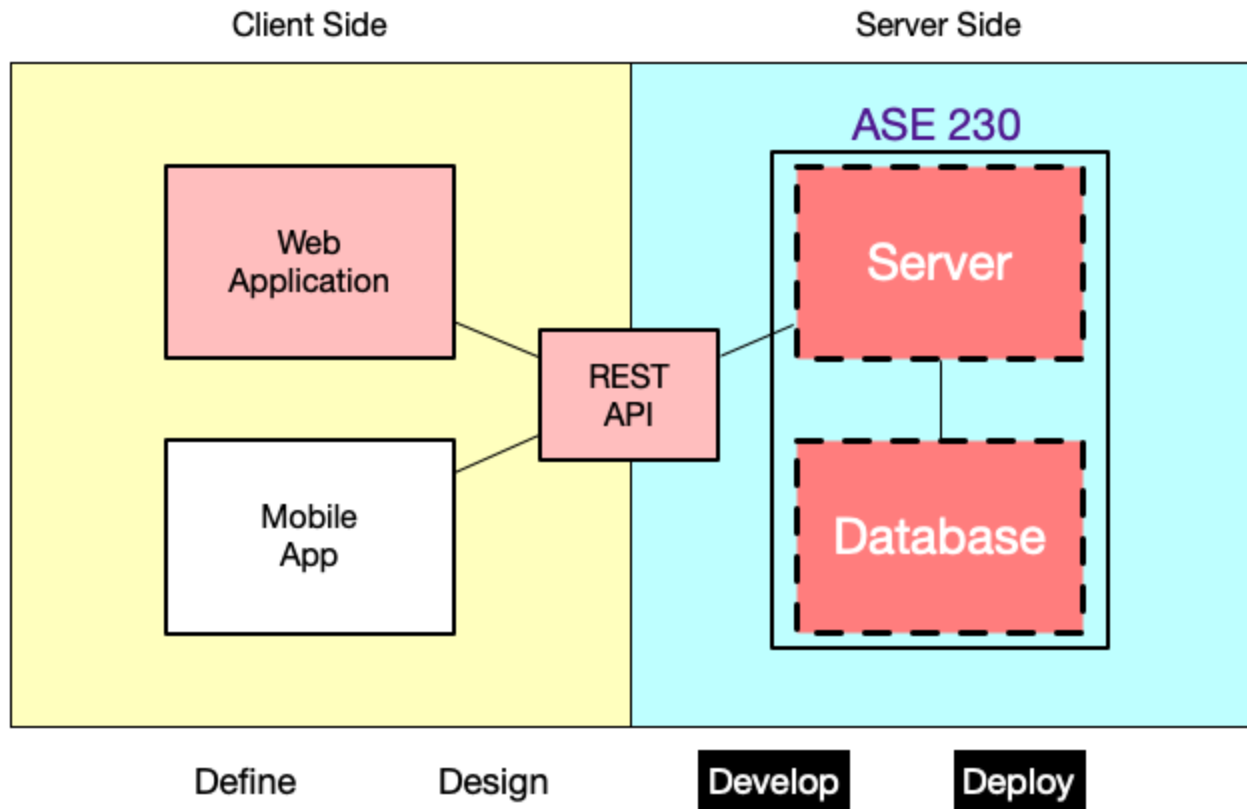 Client Side
Server Side
ASE 230
Web
Application
Server
REST
API
Mobile
App
Database
Define
Design
Develop
Deploy